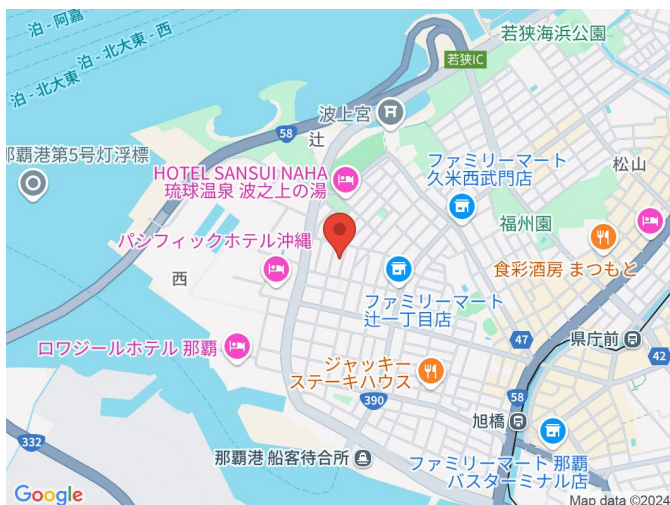 泊 - 阿嘉
泊 - 北大東 - 西
泊 - 北大東
若狭海浜公園
若狭IC
波上宮
58
辻
那覇港第5号灯浮標
HOTEL SANSUI NAHA
琉球温泉 波之上の湯
ファミリーマート
久米西武門店
松山
福州園
パシフィックホテル沖縄
食彩酒房 まつもと
西
ファミリーマート
辻一丁目店
ロワジールホテル 那覇
47
県庁前
42
ジャッキー
ステーキハウス
58
390
旭橋
332
那覇港 船客待合所
ファミリーマート 那覇
バスターミナル店
Google
Map data ©2024